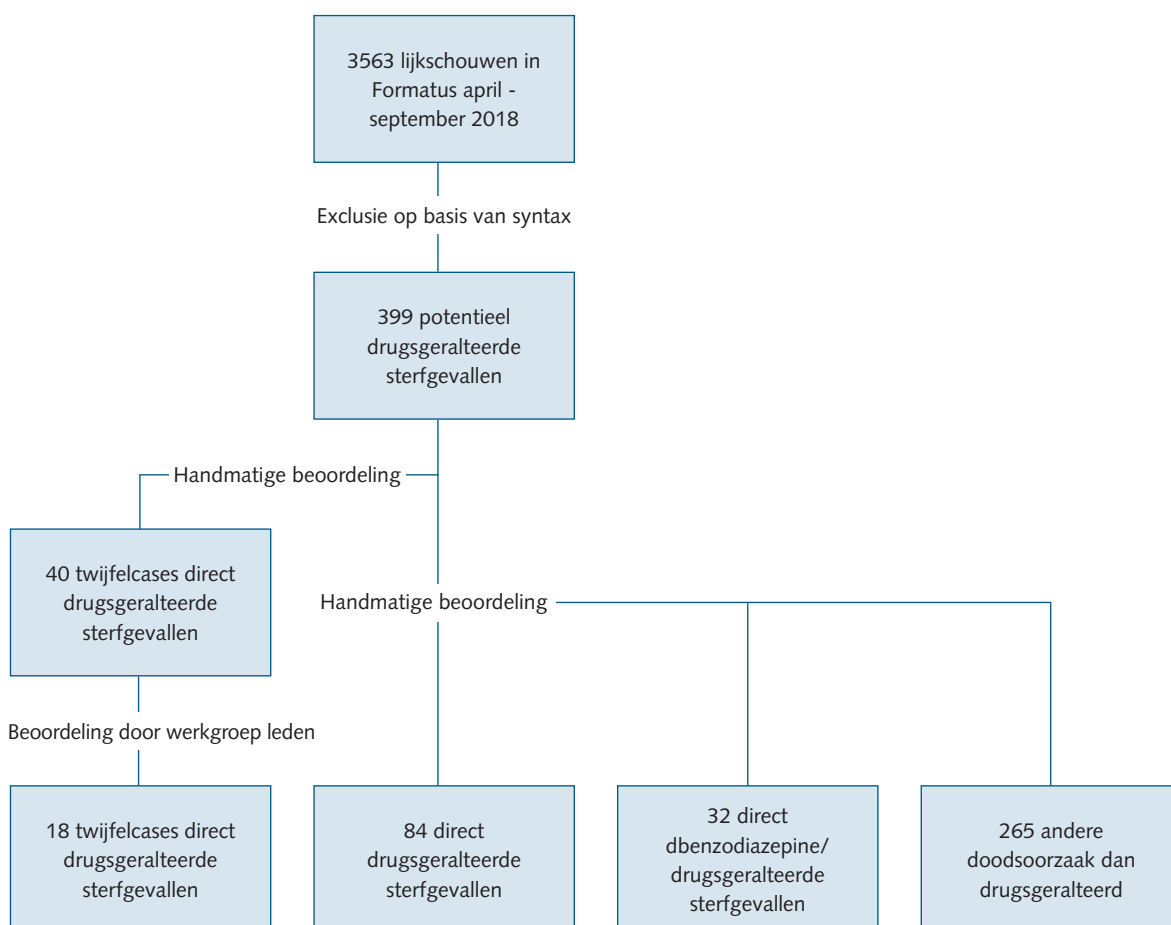 3563 lijkschouwen in
Formatus april -
september 2018
Exclusie op basis van syntax
399 potentieel
drugsgeralteerde
sterfgevallen
Handmatige beoordeling
40 twijfelcases direct
drugsgeralteerde
sterfgevallen
Handmatige beoordeling
Beoordeling door werkgroep leden
18 twijfelcases direct
drugsgeralteerde
sterfgevallen
84 direct
drugsgeralteerde
sterfgevallen
32 direct
dbenzodiazepine/
drugsgeralteerde
sterfgevallen
265 andere
doodsoorzaak dan
drugsgeralteerd